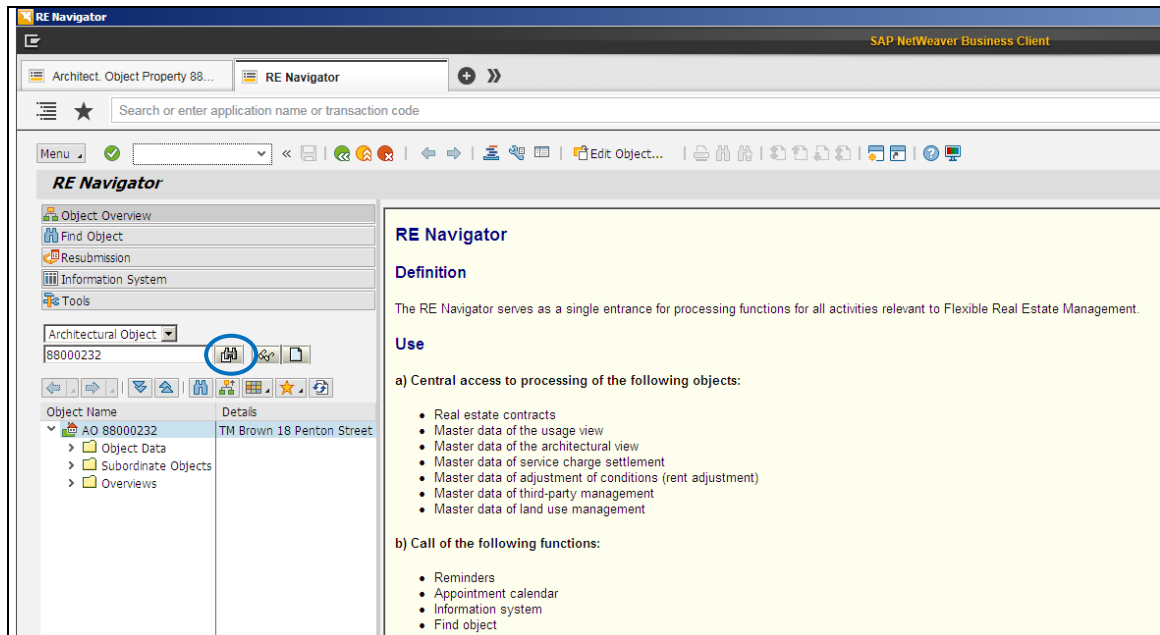 RE Navigator
SAP NetWeaver Business Client
Architect. Object Property 88... RE Navigator
Search or enter application name or transaction code
Menu Edit Object...
RE Navigator
Object Overview
Find Object
Resubmission
Information System
Tools
Architectural Object
88000232
Object Name Details
AO 88000232 TM Brown 18 Penton Street
Object Data
Subordinate Objects
Overviews
RE Navigator
Definition
The RE Navigator serves as a single entrance for processing functions for all activities relevant to Flexible Real Estate Management.
Use
a) Central access to processing of the following objects:
• Real estate contracts
• Master data of the usage view
• Master data of the architectural view
• Master data of service charge settlement
• Master data of adjustment of conditions (rent adjustment)
• Master data of third-party management
• Master data of land use management
b) Call of the following functions:
• Reminders
• Appointment calendar
• Information system
• Find object